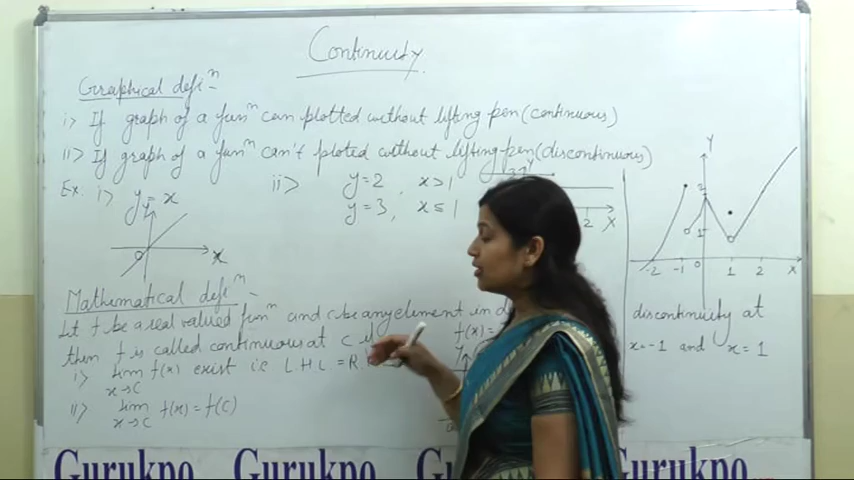 Continuity
Graphical defiⁿ -
i> If graph of a funⁿ can plotted without lifting pen (continuous)
ii> If graph of a funⁿ can't ploted without lifting pen (discontinuous)
Ex: i> y = x
ii> y = 2, x > 1
y = 3, x ≤ 1
Y
X
0
2 X
Y
2
1
-2 -1 0 1 2 X
Mathematical defiⁿ -
Let f be a real valued funⁿ and c be any element in
then f is called continuous at c
f(x) =
i> lim x→c f(x) exist i.e L.H.L. = R.
ii> lim x→c f(x) = f(c)
discontinuity at
x = -1 and x = 1
Gurukpo Gurukpo Gurukpo